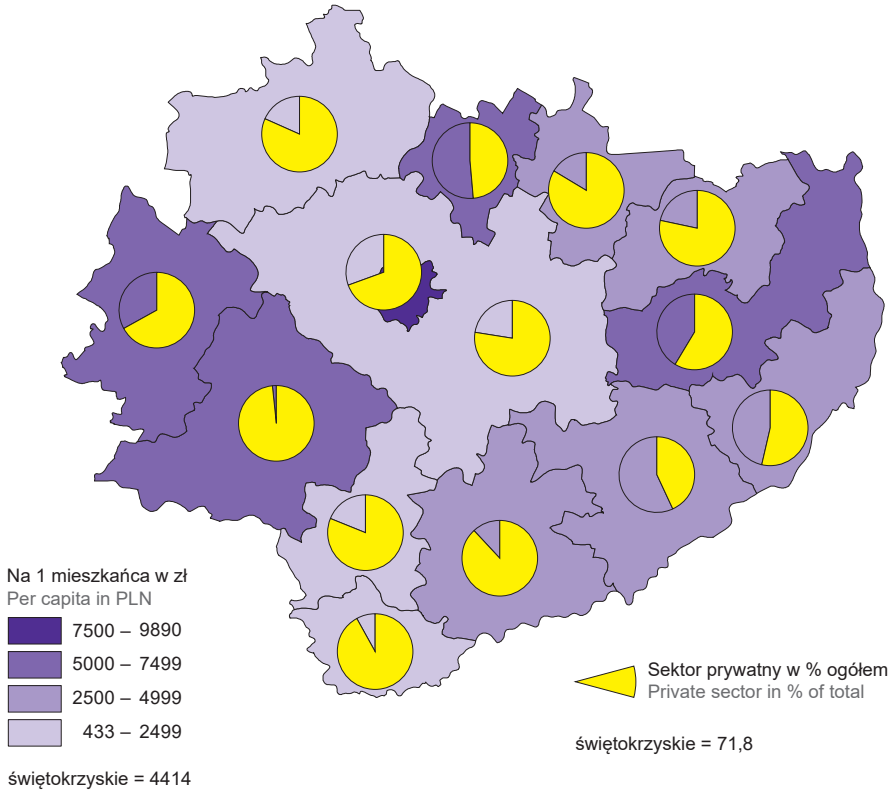 Na 1 mieszkańca w zł
Per capita in PLN
7500 – 9890
5000 – 7499
2500 – 4999
433 – 2499
świętokrzyskie = 4414
Sektor prywatny w % ogółem
Private sector in % of total
świętokrzyskie = 71,8